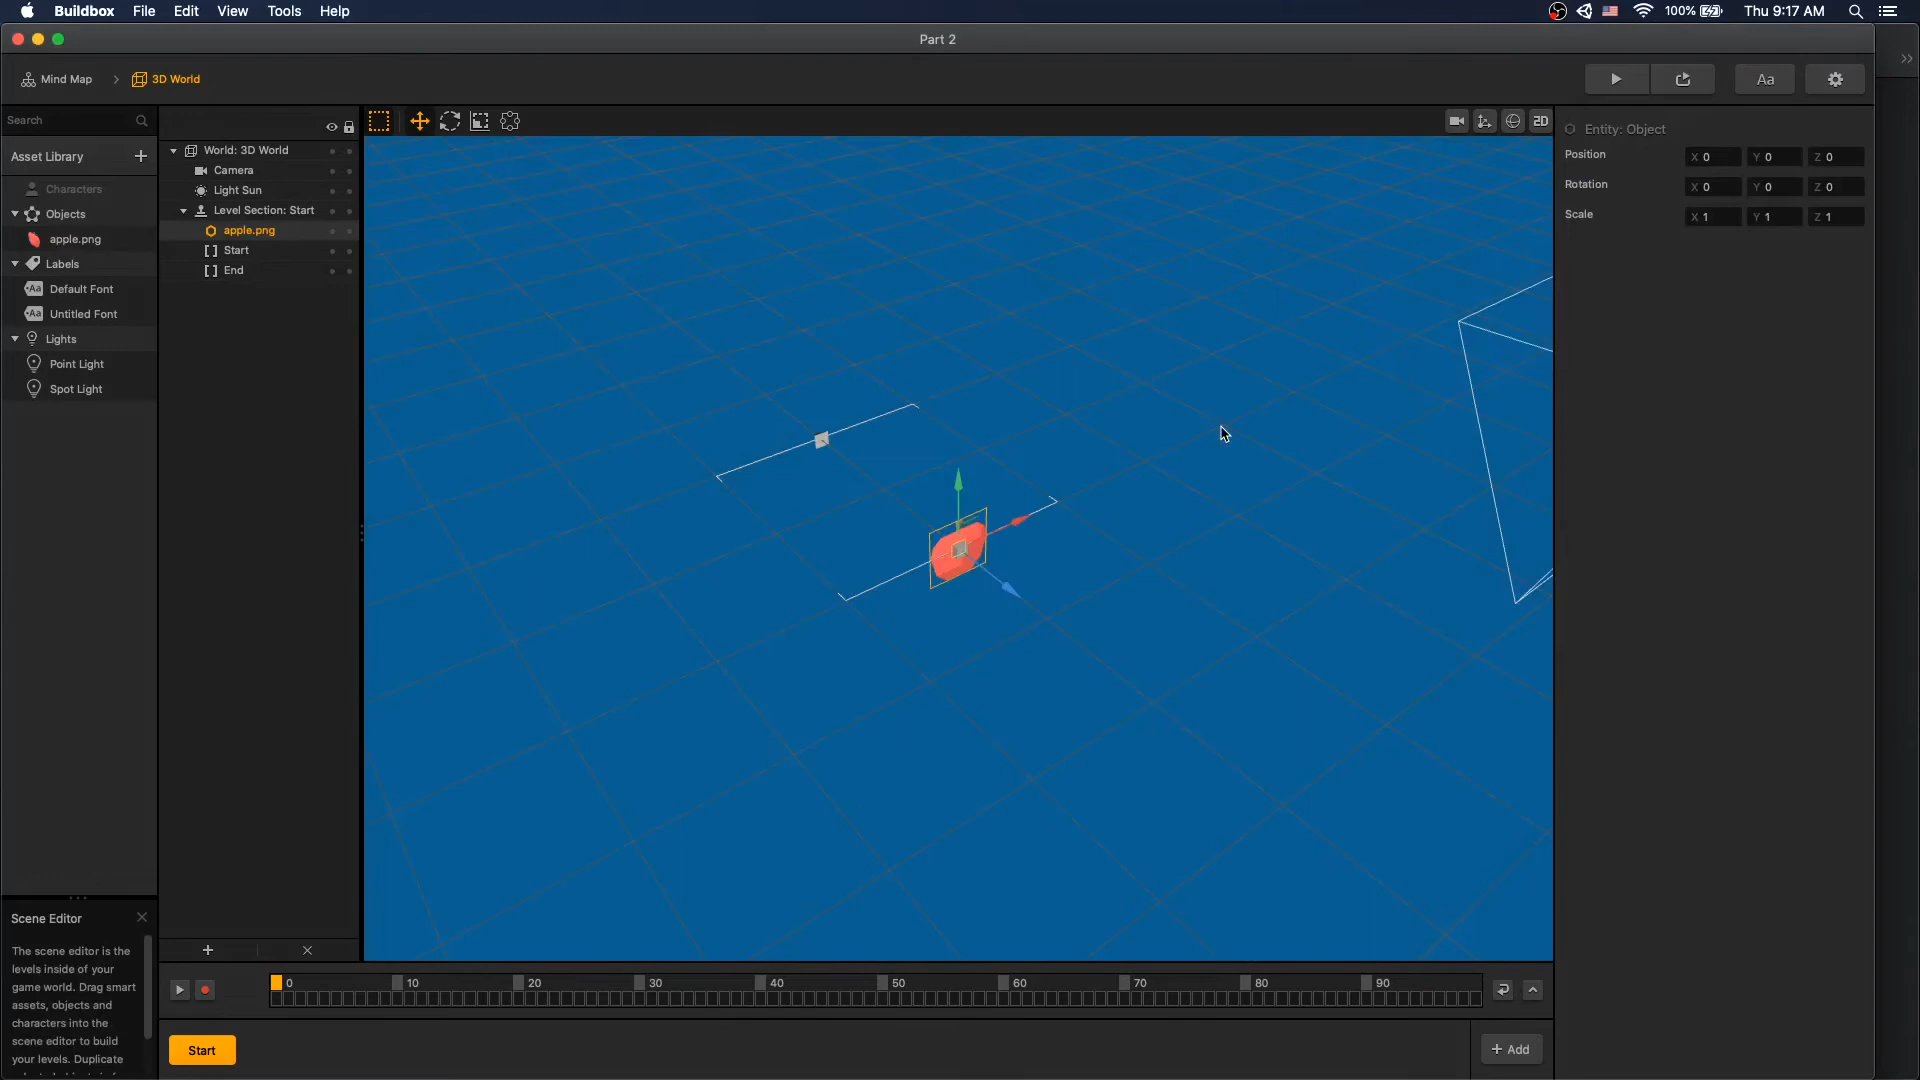 Buildbox File Edit View Tools Help 100% Thu 9:17 AM
Part 2
Mind Map 3D World Aa
Search 2D
Asset Library
Characters
Objects
apple.png
Labels
Aa Default Font
Aa Untitled Font
Lights
Point Light
Spot Light
World: 3D World
Camera
Light Sun
Level Section: Start
apple.png
[ ] Start
[ ] End
Entity: Object
Position X 0 Y 0 Z 0
Rotation X 0 Y 0 Z 0
Scale X 1 Y 1 Z 1
Scene Editor
The scene editor is the
levels inside of your
game world. Drag smart
assets, objects and
characters into the
scene editor to build
your levels. Duplicate
0 10 20 30 40 50 60 70 80 90
Start
+ Add